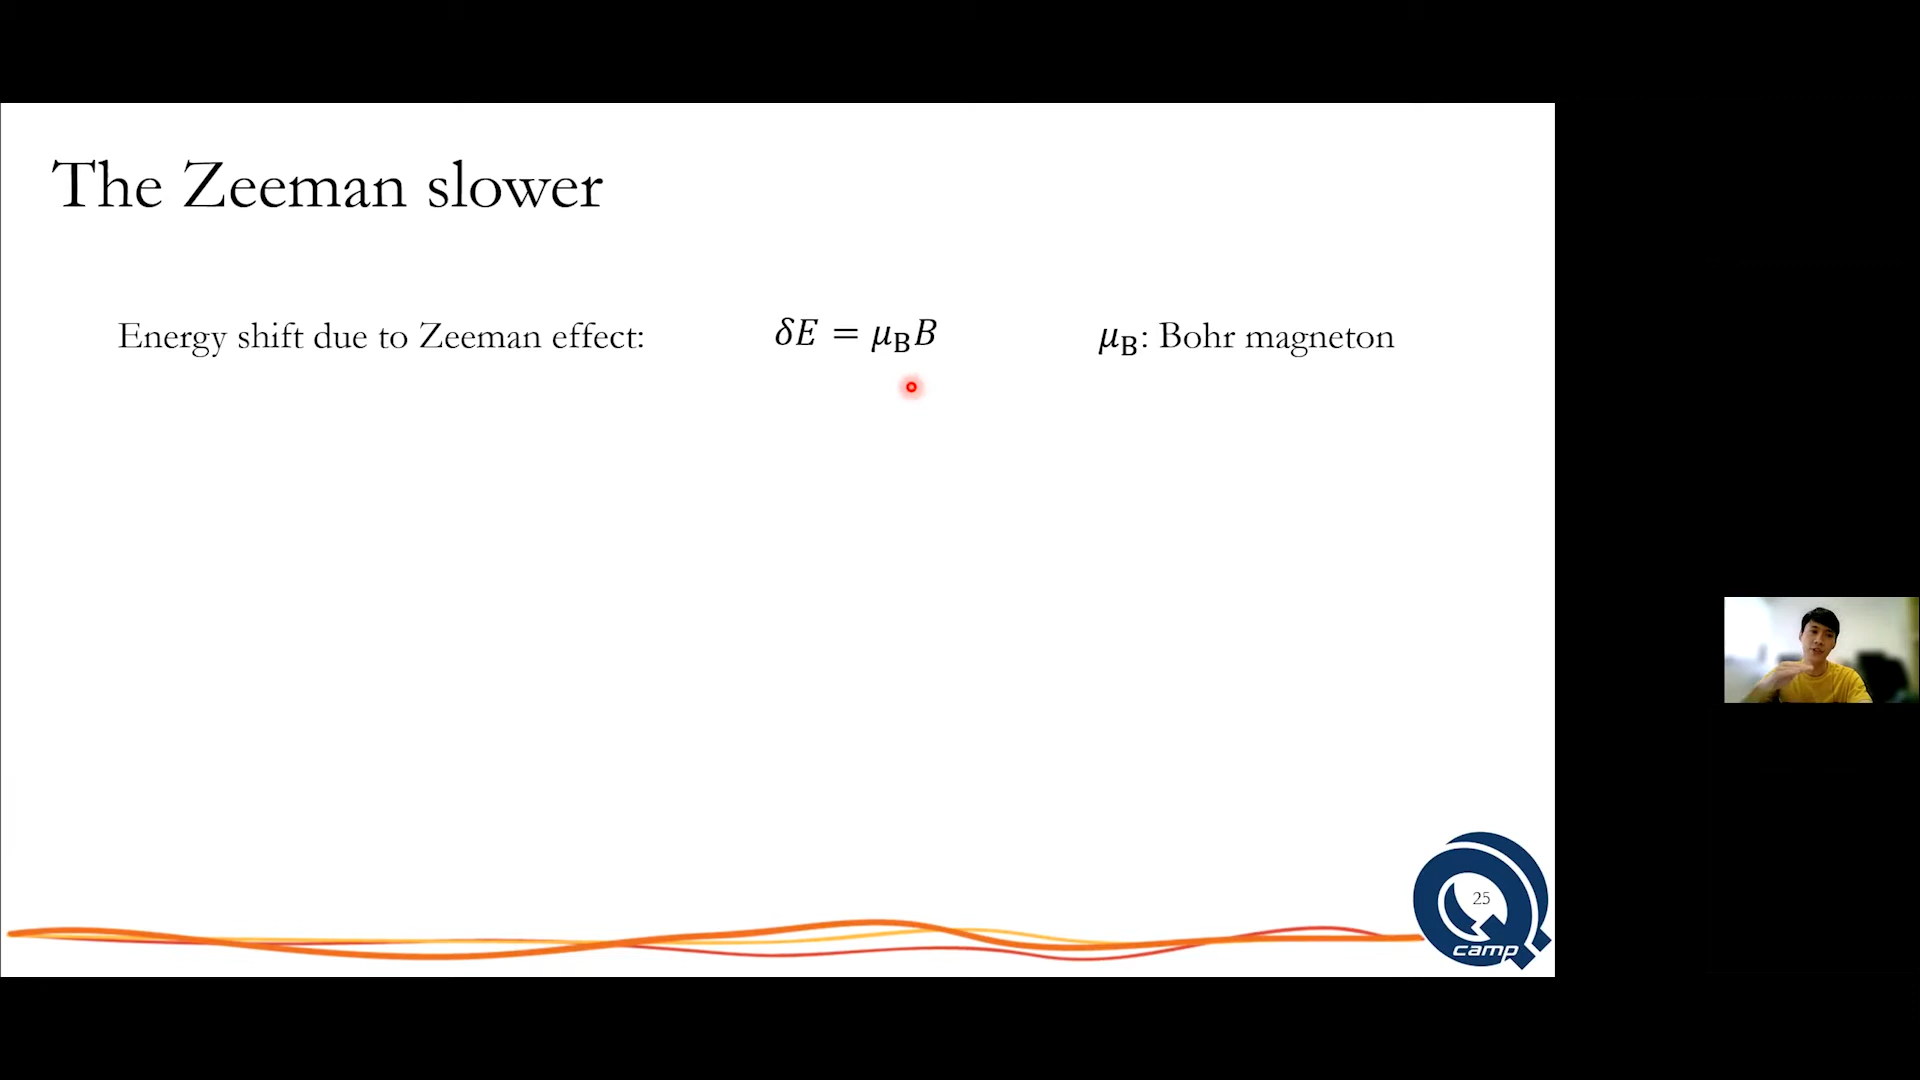 The Zeeman slower
Energy shift due to Zeeman effect: δE = μ_B B μ_B: Bohr magneton
25
camp